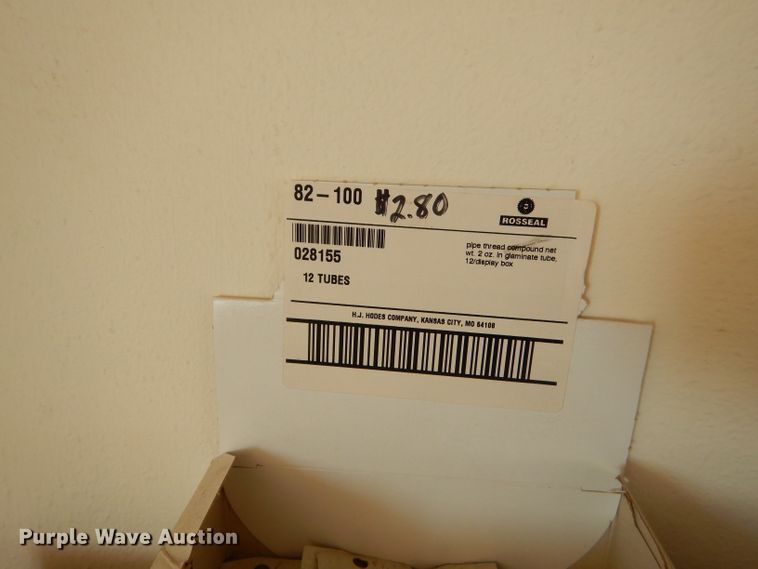 82-100 #2.80
ROSSEAL
028155
pipe thread compound net
wt. 2 oz. in glaminate tube,
12/display box
12 TUBES
H.J. HODES COMPANY, KANSAS CITY, MO 64108
Purple Wave Auction